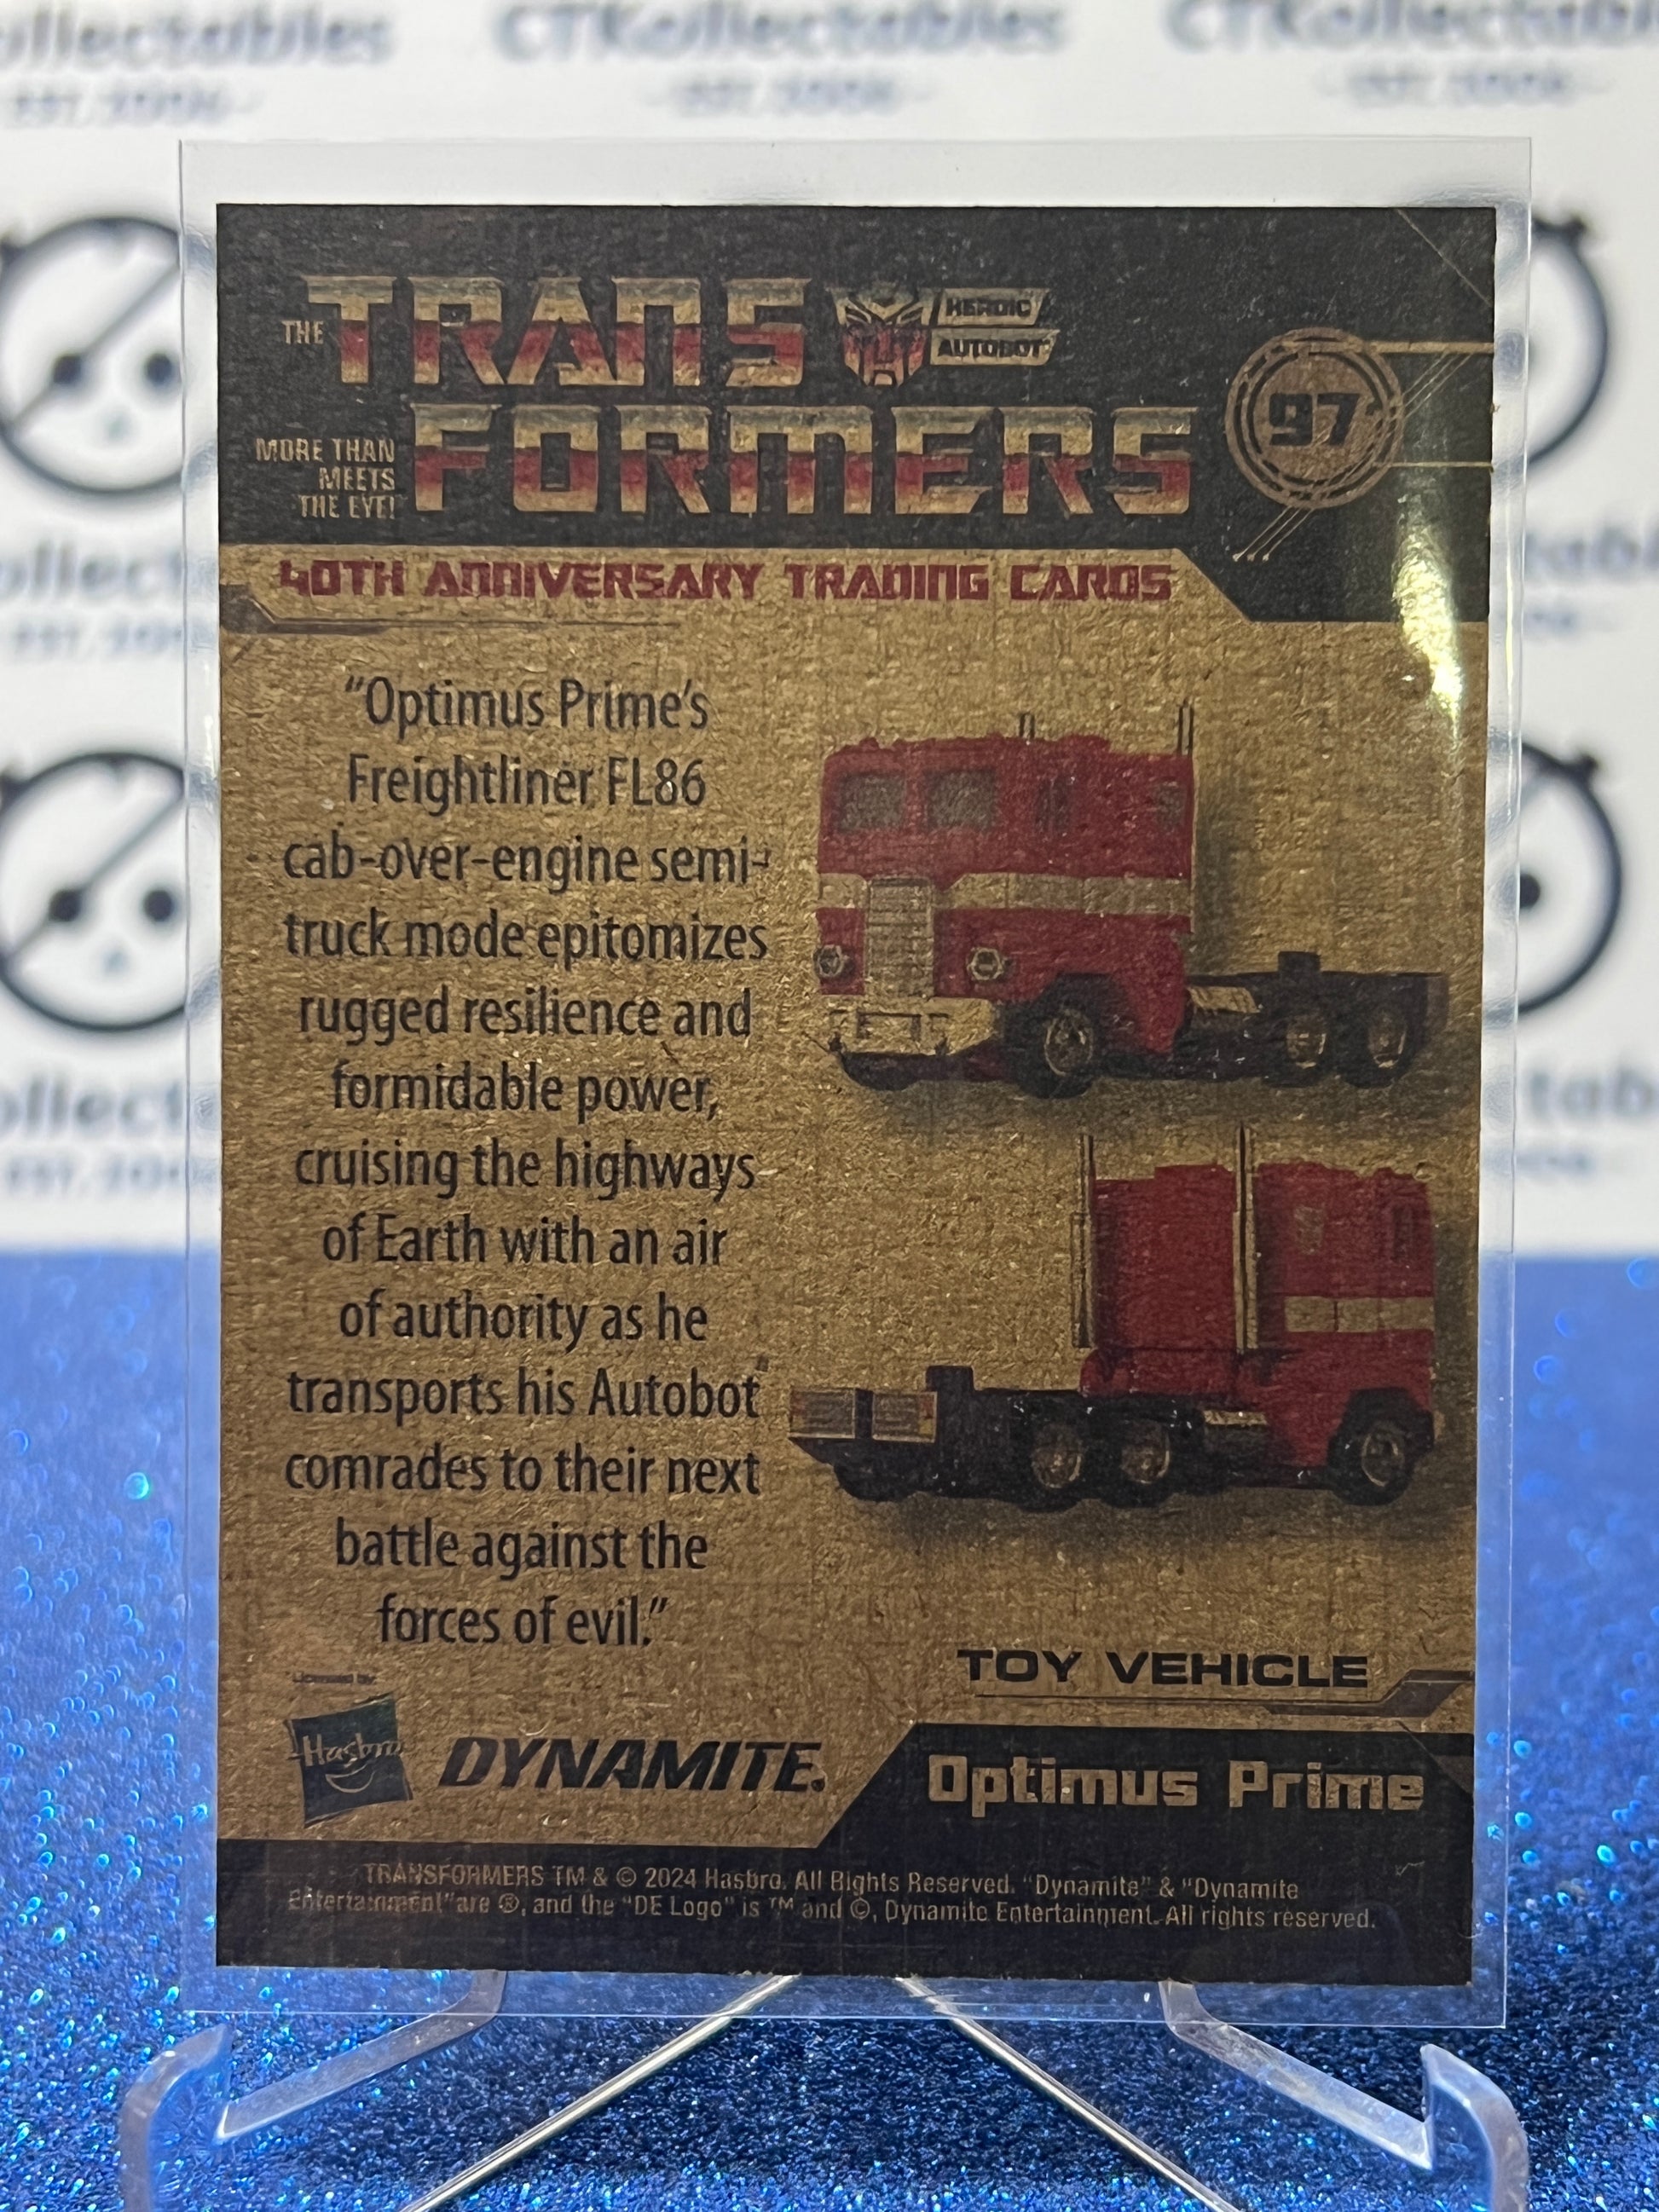 CTKollectables
EST. 2006
THE TRANS
HEROIC
AUTOBOT
FORMERS
MORE THAN
MEETS
THE EYE!
97
40TH ANNIVERSARY TRADING CARDS
“Optimus Prime’s
Freightliner FL86
cab-over-engine semi-
truck mode epitomizes
rugged resilience and
formidable power,
cruising the highways
of Earth with an air
of authority as he
transports his Autobot®
comrades to their next
battle against the
forces of evil.”
TOY VEHICLE
Licensed by:
Hasbro
DYNAMITE.
Optimus Prime
TRANSFORMERS TM & © 2024 Hasbro. All Rights Reserved. “Dynamite” & “Dynamite
Entertainment” are ®, and the “DE Logo” is ™ and ©, Dynamite Entertainment. All rights reserved.